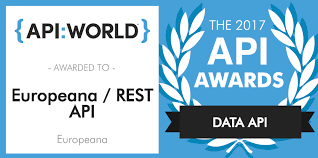 {API:WORLD}
- AWARDED TO -
Europeana / REST
API
Europeana
THE 2017
API
AWARDS
DATA API